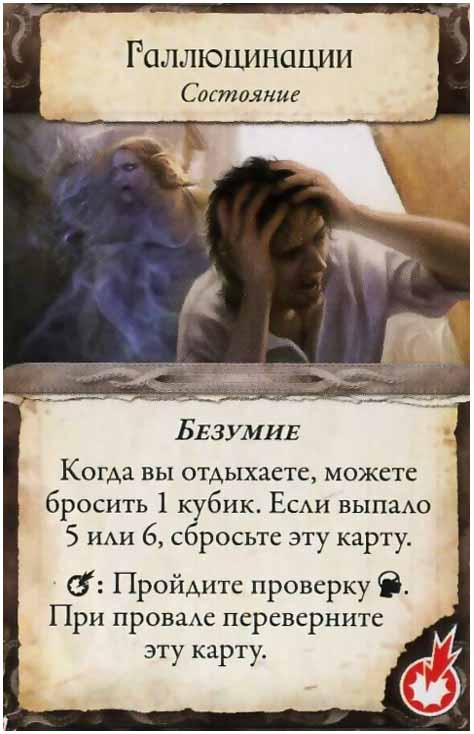 Галлюцинации
Состояние
Безумие
Когда вы отдыхаете, можете
бросить 1 кубик. Если выпало
5 или 6, сбросьте эту карту.
: Пройдите проверку .
При провале переверните
эту карту.